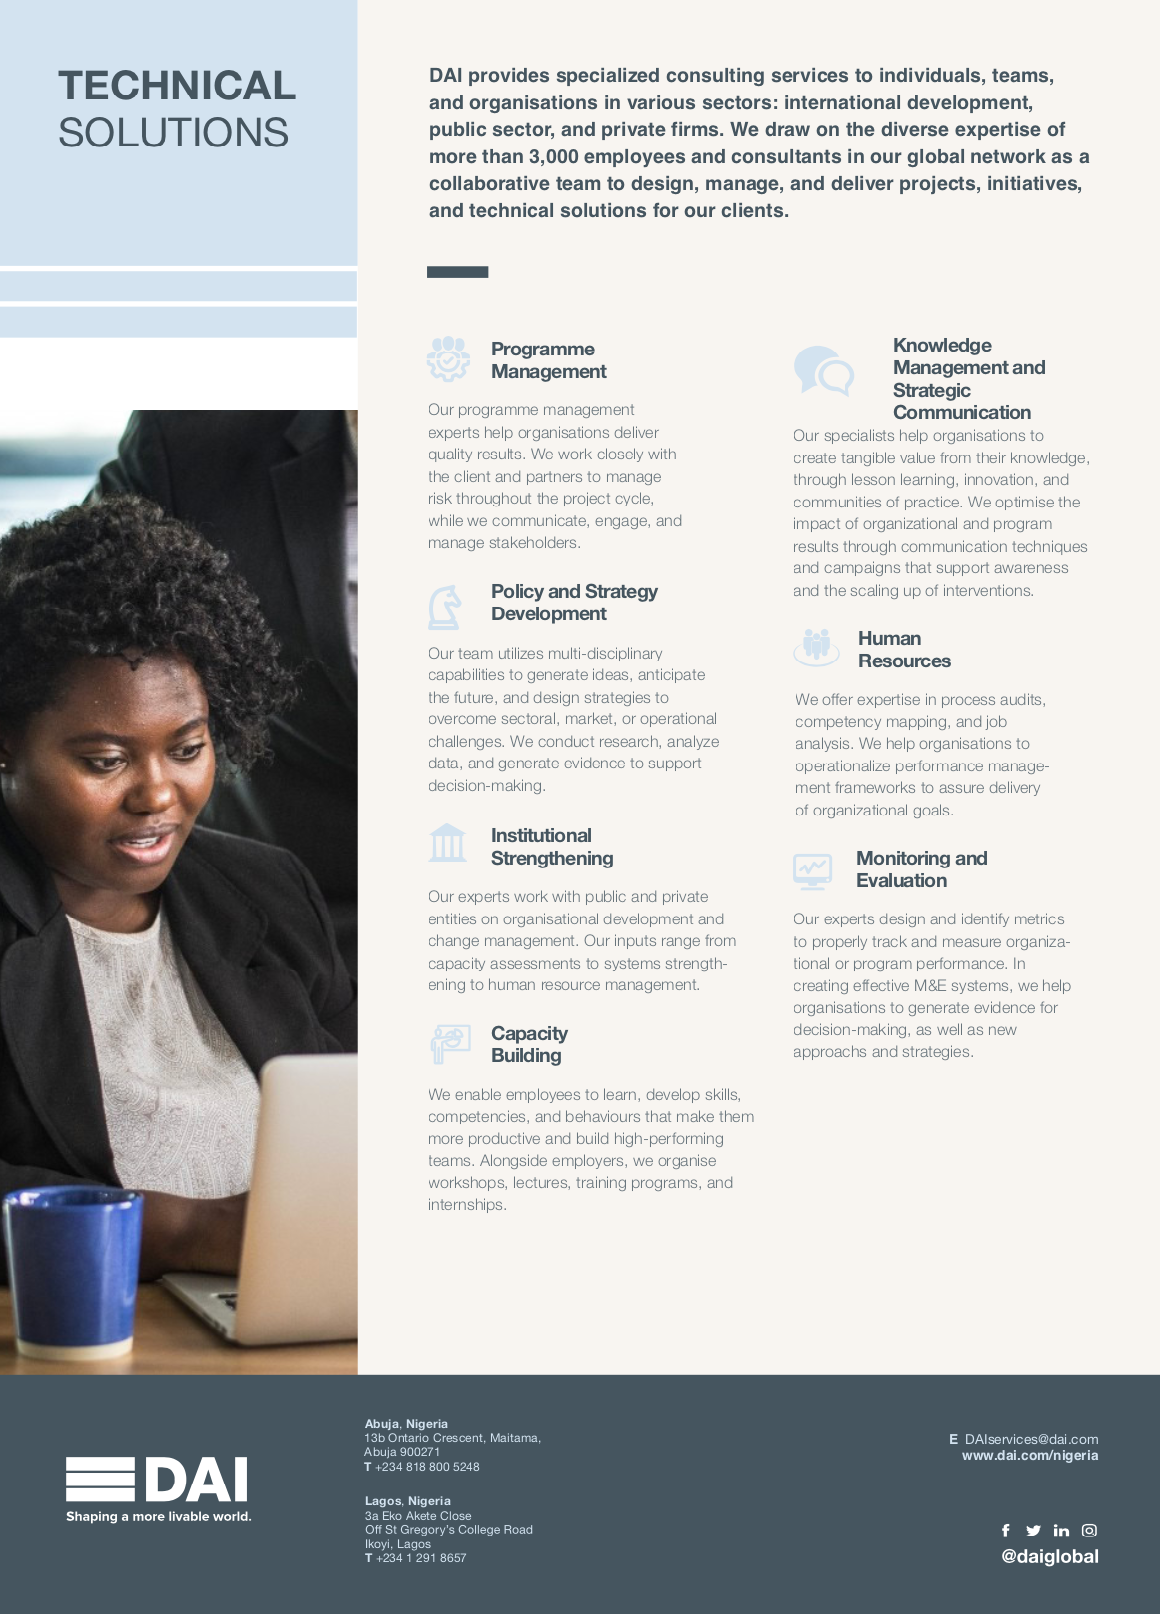 TECHNICAL
SOLUTIONS
DAI provides specialized consulting services to individuals, teams,
and organisations in various sectors: international development,
public sector, and private firms. We draw on the diverse expertise of
more than 3,000 employees and consultants in our global network as a
collaborative team to design, manage, and deliver projects, initiatives,
and technical solutions for our clients.
Programme
Management
Our programme management
experts help organisations deliver
quality results. We work closely with
the client and partners to manage
risk throughout the project cycle,
while we communicate, engage, and
manage stakeholders.
Policy and Strategy
Development
Our team utilizes multi-disciplinary
capabilities to generate ideas, anticipate
the future, and design strategies to
overcome sectoral, market, or operational
challenges. We conduct research, analyze
data, and generate evidence to support
decision-making.
Institutional
Strengthening
Our experts work with public and private
entities on organisational development and
change management. Our inputs range from
capacity assessments to systems strength-
ening to human resource management.
Capacity
Building
We enable employees to learn, develop skills,
competencies, and behaviours that make them
more productive and build high-performing
teams. Alongside employers, we organise
workshops, lectures, training programs, and
internships.
Knowledge
Management and
Strategic
Communication
Our specialists help organisations to
create tangible value from their knowledge,
through lesson learning, innovation, and
communities of practice. We optimise the
impact of organizational and program
results through communication techniques
and campaigns that support awareness
and the scaling up of interventions.
Human
Resources
We offer expertise in process audits,
competency mapping, and job
analysis. We help organisations to
operationalize performance manage-
ment frameworks to assure delivery
of organizational goals.
Monitoring and
Evaluation
Our experts design and identify metrics
to properly track and measure organiza-
tional or program performance. In
creating effective M&E systems, we help
organisations to generate evidence for
decision-making, as well as new
approachs and strategies.
DAI
Shaping a more livable world.
Abuja, Nigeria
13b Ontario Crescent, Maitama,
Abuja 900271
T +234 818 800 5248
Lagos, Nigeria
3a Eko Akete Close
Off St Gregory's College Road
Ikoyi, Lagos
T +234 1 291 8657
E DAIservices@dai.com
www.dai.com/nigeria
@daiglobal